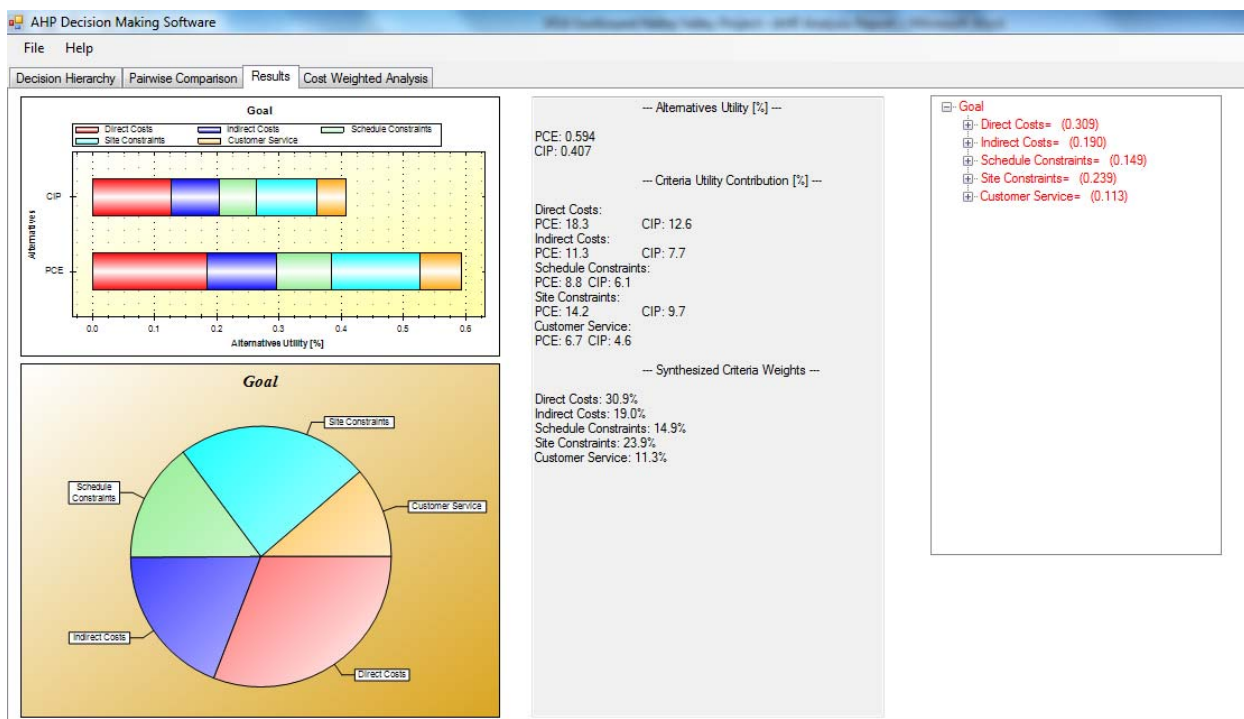 AHP Decision Making Software
File Help
Decision Hierarchy Pairwise Comparison Results Cost Weighted Analysis
Goal
Direct Costs Indirect Costs Schedule Constraints
Site Constraints Customer Service
Alternatives
CIP
PCE
0.0 0.1 0.2 0.3 0.4 0.5 0.6
Alternatives Utility [%]
Goal
Site Constraints
Schedule
Constraints
Customer Service
Indirect Costs
Direct Costs
--- Alternatives Utility [%] ---
PCE: 0.594
CIP: 0.407
--- Criteria Utility Contribution [%] ---
Direct Costs:
PCE: 18.3 CIP: 12.6
Indirect Costs:
PCE: 11.3 CIP: 7.7
Schedule Constraints:
PCE: 8.8 CIP: 6.1
Site Constraints:
PCE: 14.2 CIP: 9.7
Customer Service:
PCE: 6.7 CIP: 4.6
--- Synthesized Criteria Weights ---
Direct Costs: 30.9%
Indirect Costs: 19.0%
Schedule Constraints: 14.9%
Site Constraints: 23.9%
Customer Service: 11.3%
Goal
Direct Costs= (0.309)
Indirect Costs= (0.190)
Schedule Constraints= (0.149)
Site Constraints= (0.239)
Customer Service= (0.113)